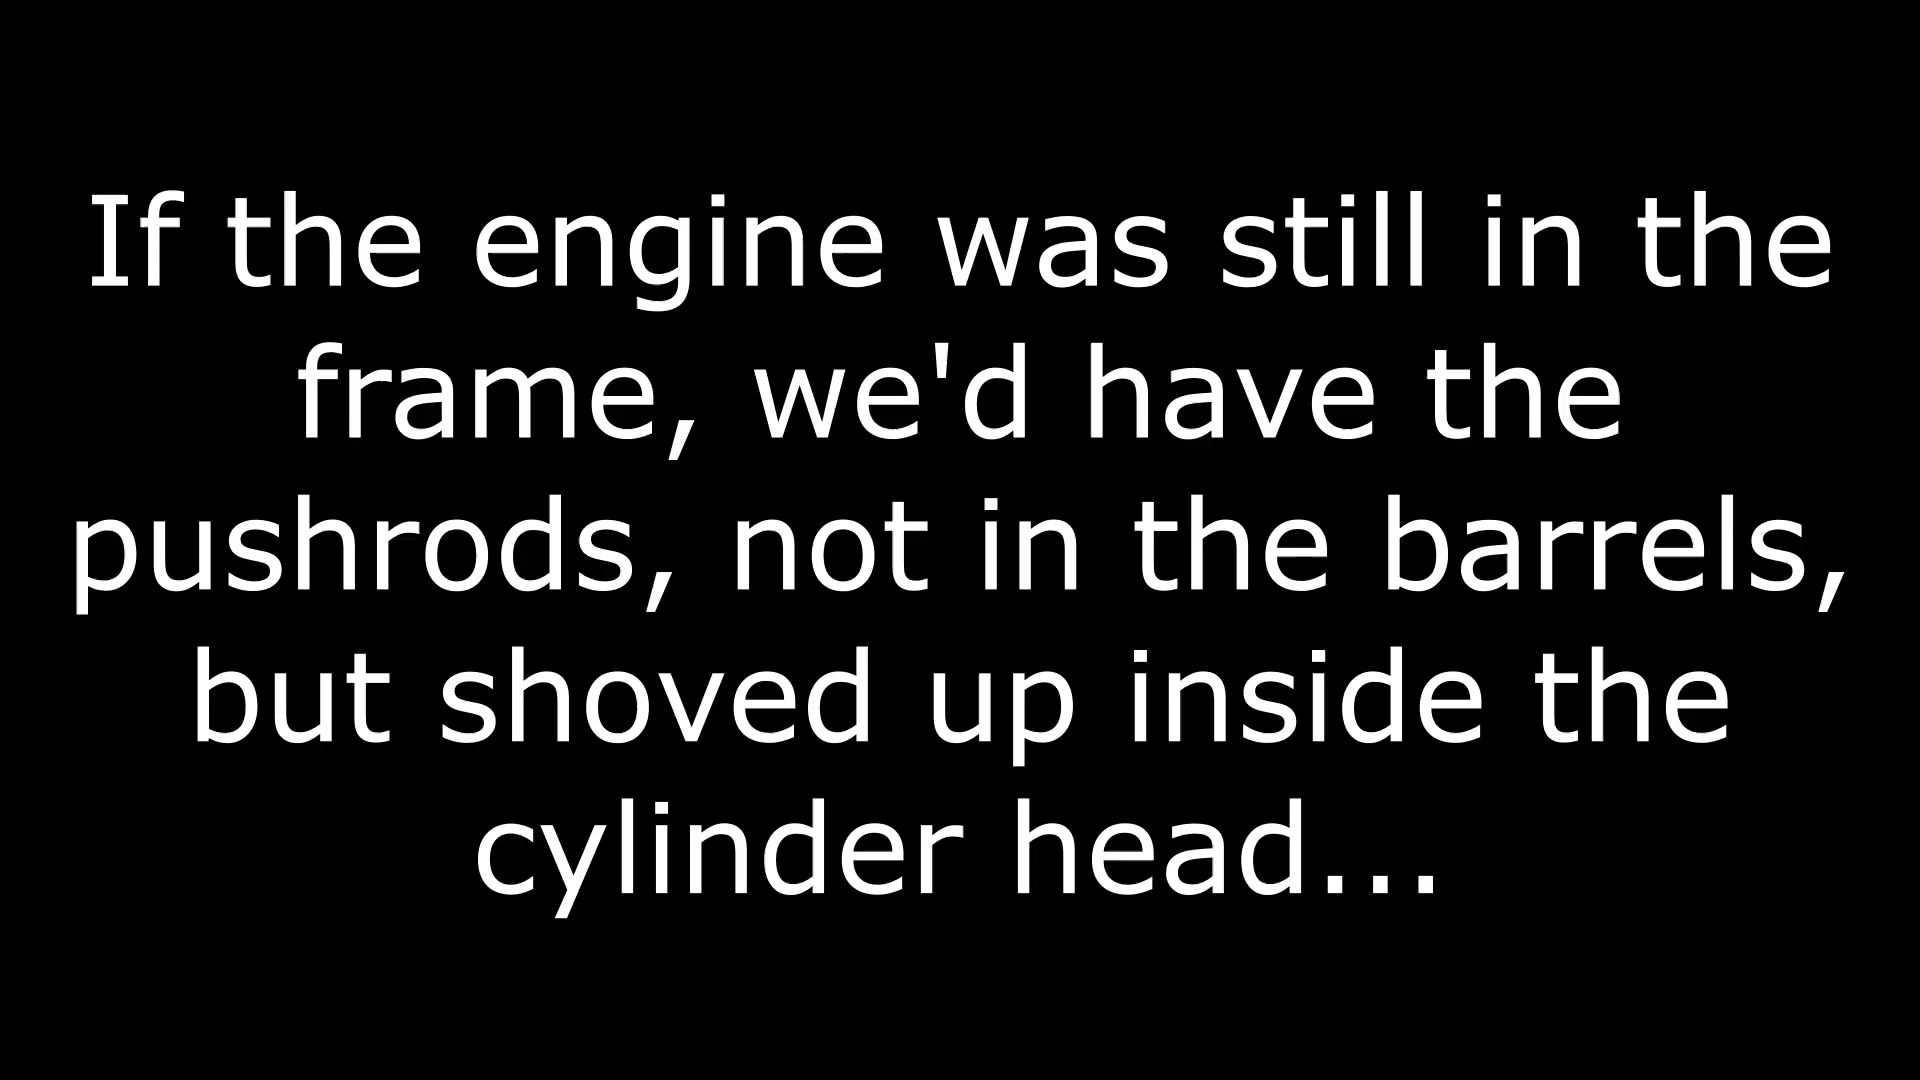 If the engine was still in the
frame, we'd have the
pushrods, not in the barrels,
but shoved up inside the
cylinder head...